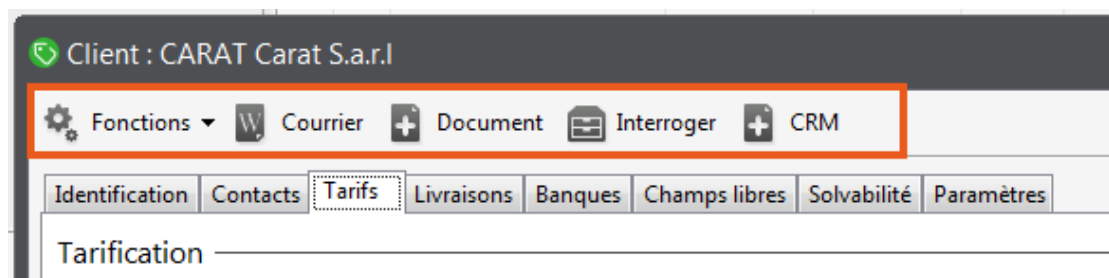 Client : CARAT Carat S.a.r.l
Fonctions Courrier Document Interroger CRM
Identification Contacts Tarifs Livraisons Banques Champs libres Solvabilité Paramètres
Tarification